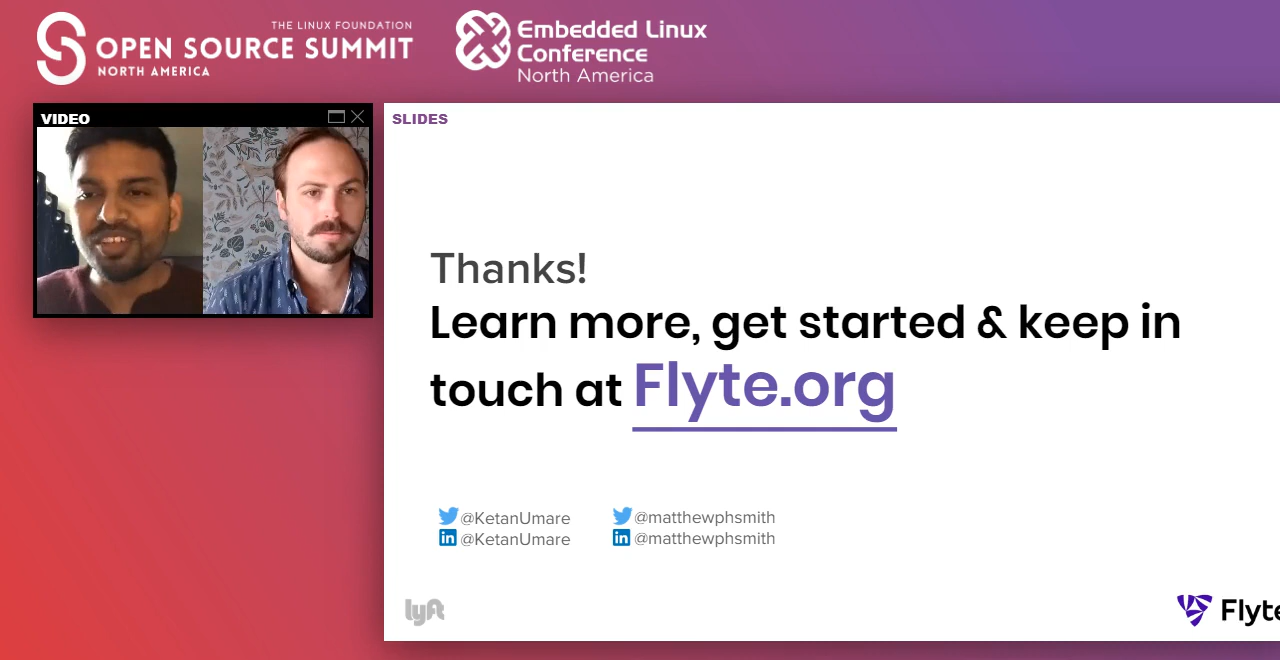 THE LINUX FOUNDATION
OPEN SOURCE SUMMIT
NORTH AMERICA
Embedded Linux
Conference
North America
VIDEO
SLIDES
Thanks!
Learn more, get started & keep in
touch at Flyte.org
@KetanUmare @matthewphsmith
@KetanUmare @matthewphsmith
lyft
Flyte